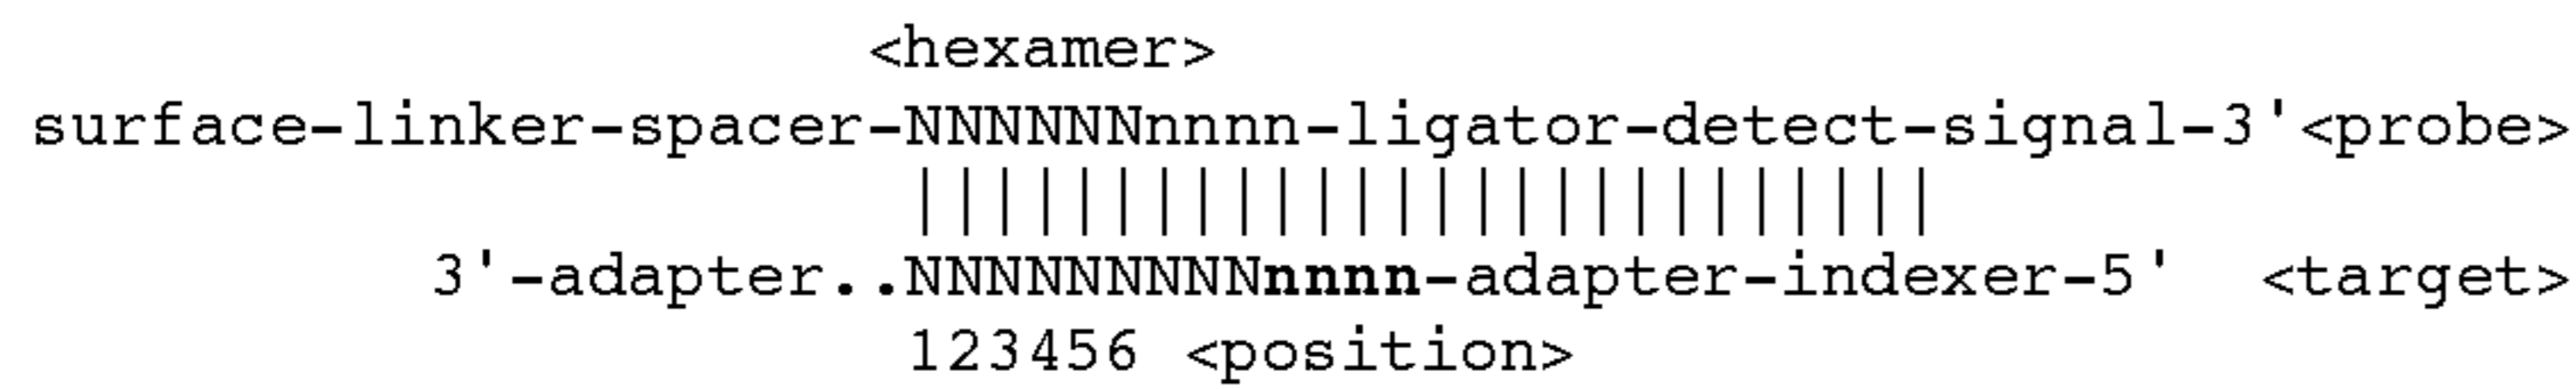 <hexamer>
surface-linker-spacer-NNNNNNnnnn-ligator-detect-signal-3'<probe>
||||||||||||||||||||||||||
3'-adapter..NNNNNNNNNnnnn-adapter-indexer-5' <target>
123456 <position>